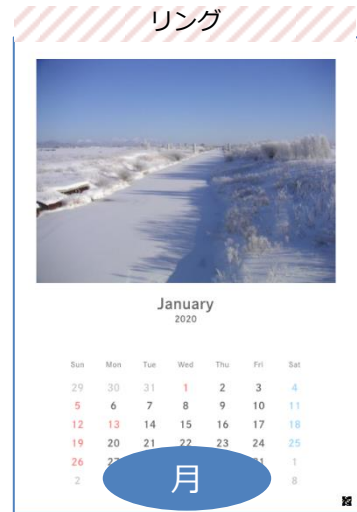 リング
January
2020
Sun Mon Tue Wed Thu Fri Sat
29 30 31 1 2 3 4
5 6 7 8 9 10 11
12 13 14 15 16 17 18
19 20 21 22 23 24 25
26
2 8
1
月